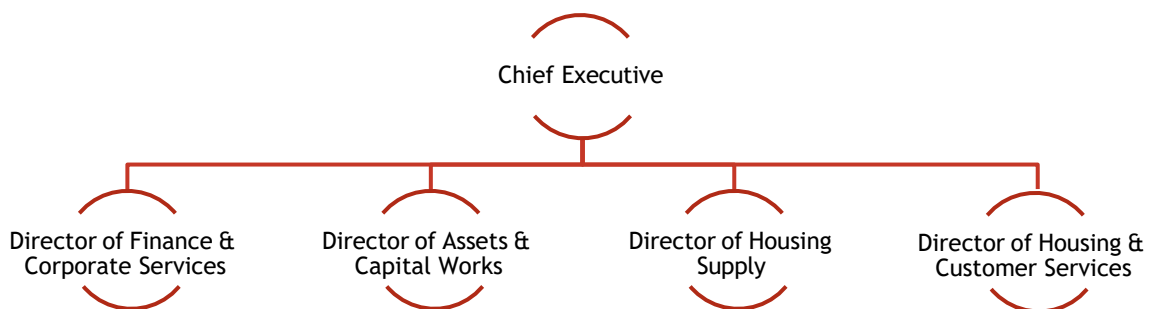 Chief Executive
Director of Finance &
Corporate Services
Director of Assets &
Capital Works
Director of Housing
Supply
Director of Housing &
Customer Services